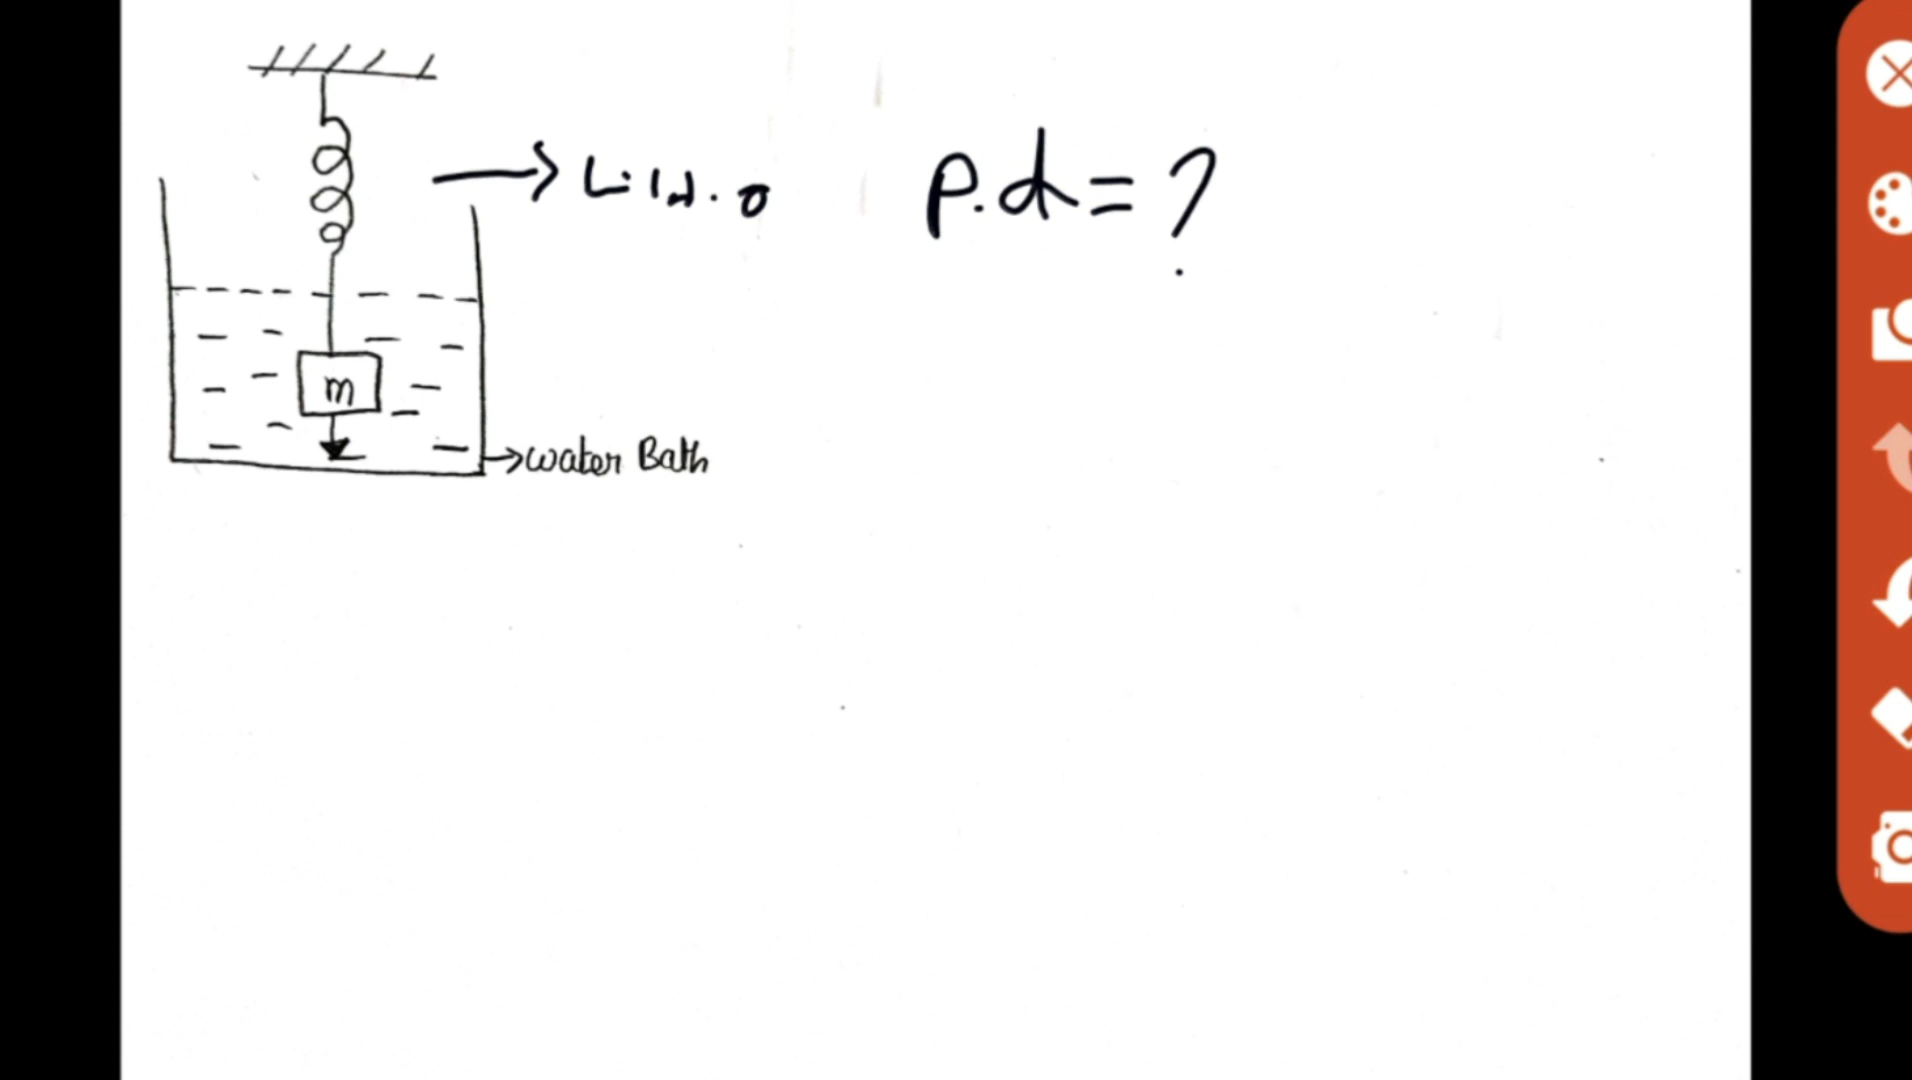 L.H.O P.d = ?
m
water Bath